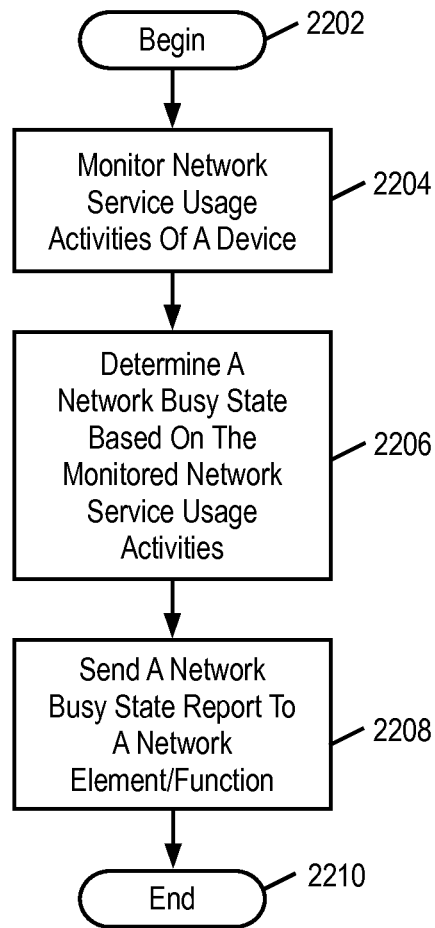 Begin
2202
Monitor Network
Service Usage
Activities Of A Device
2204
Determine A
Network Busy State
Based On The
Monitored Network
Service Usage
Activities
2206
Send A Network
Busy State Report To
A Network
Element/Function
2208
End
2210